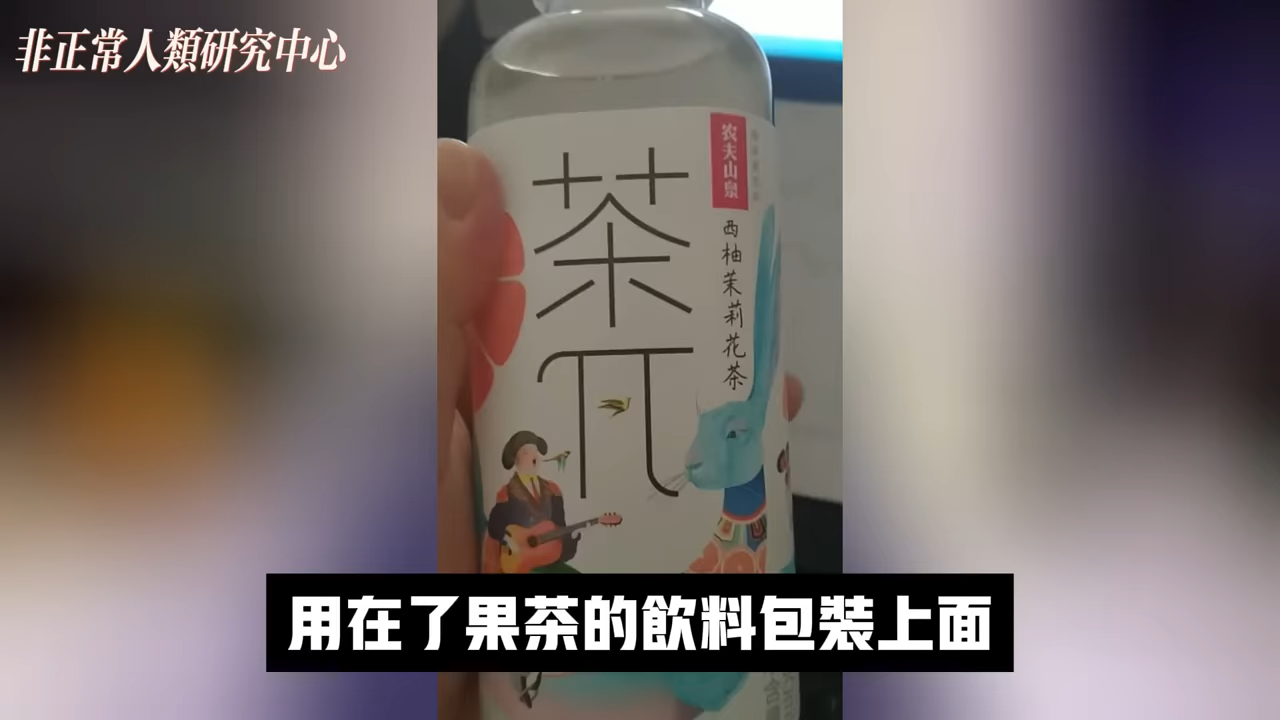 非正常人類研究中心
茶
π
农夫山泉
西柚茉莉花茶
用在了果茶的飲料包裝上面